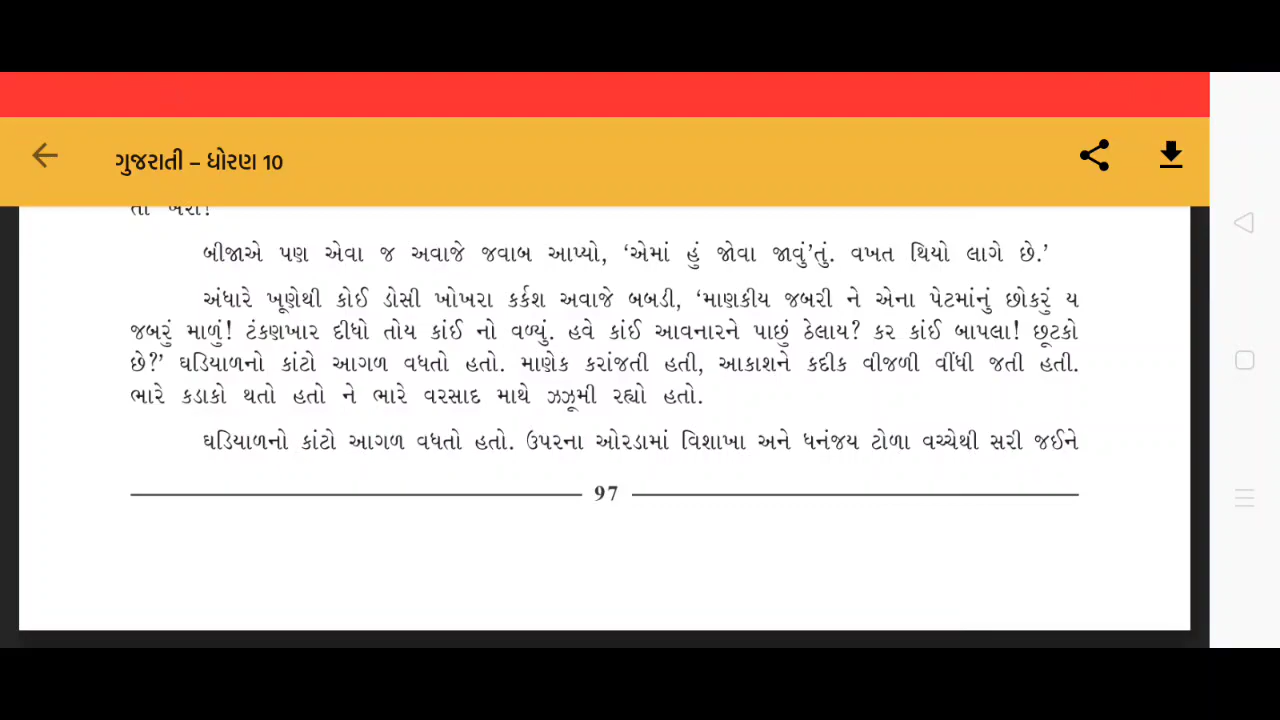 ગુજરાતી – ધોરણ 10
તો ખરો!
બીજાએ પણ એવા જ અવાજે જવાબ આપ્યો, ‘એમાં હું જોવા જાવું’તું. વખત થિયો લાગે છે.’
અંધારે ખૂણેથી કોઈ ડોસી ખોખરા કર્કશ અવાજે બબડી, ‘માણકીય જબરી ને એના પેટમાંનું છોકરું ય
જબરું માળું! ટંકણખાર દીધો તોય કાંઈ નો વળ્યું. હવે કાંઈ આવનારને પાછું ઠેલાય? કર કાંઈ બાપલા! છૂટકો
છે?’ ઘડિયાળનો કાંટો આગળ વધતો હતો. માણેક કરાંજતી હતી, આકાશને કદીક વીજળી વીંધી જતી હતી.
ભારે કડાકો થતો હતો ને ભારે વરસાદ માથે ઝઝૂમી રહ્યો હતો.
ઘડિયાળનો કાંટો આગળ વધતો હતો. ઉપરના ઓરડામાં વિશાખા અને ધનંજય ટોળા વચ્ચેથી સરી જઈને
97